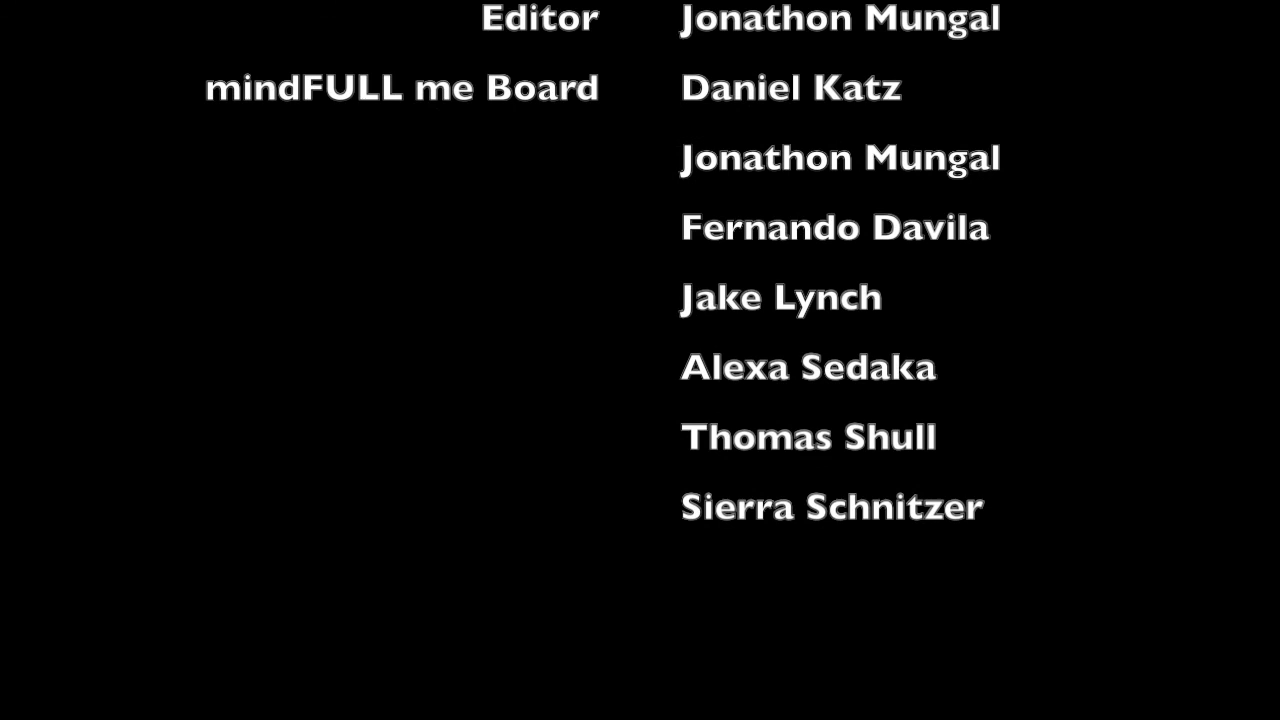 Editor Jonathon Mungal
mindFULL me Board Daniel Katz
Jonathon Mungal
Fernando Davila
Jake Lynch
Alexa Sedaka
Thomas Shull
Sierra Schnitzer